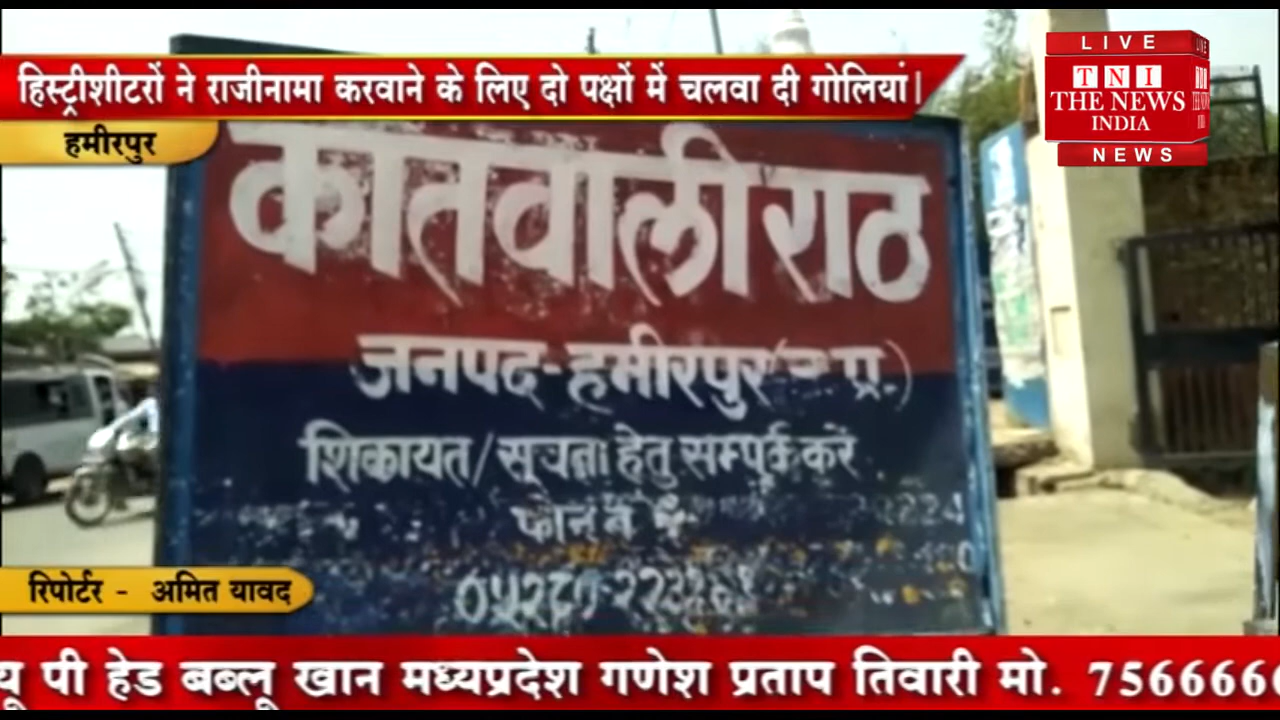 हिस्ट्रीशीटरों ने राजीनामा करवाने के लिए दो पक्षों में चलवा दी गोलियां|
हमीरपुर
LIVE
TNI
THE NEWS
INDIA
NEWS
कोतवाली राठ
जनपद-हमीरपुर(उ.प्र.)
शिकायत/सूचना हेतु सम्पर्क करें
फोन नं
रिपोर्टर - अमित यावद
यू पी हेड बब्लू खान मध्यप्रदेश गणेश प्रताप तिवारी मो. 7566666